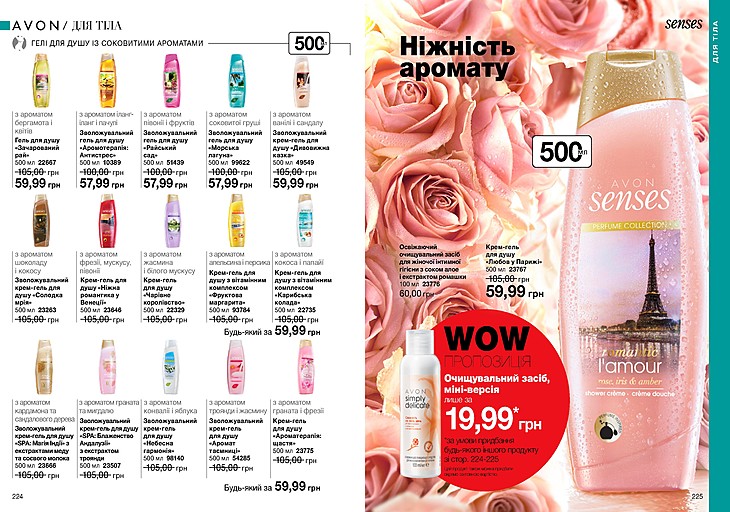 AVON / ДЛЯ ТІЛА
ГЕЛІ ДЛЯ ДУШУ ІЗ СОКОВИТИМИ АРОМАТАМИ
500мл
з ароматом
бергамота і
квітів
Гель для душу
«Зачарований
рай»
500 мл 22667
105,00 грн
59,99 грн
з ароматом іланг-
іланг і пачулі
Зволожувальний
гель для душу
«Аромотерапія:
Антистрес»
500 мл 10389
100,00 грн
57,99 грн
з ароматом
півонії і фруктів
Зволожувальний
гель для душу
«Райський
сад»
500 мл 51439
100,00 грн
57,99 грн
з ароматом
соковитої груші
Зволожувальний
гель для душу
«Морська
лагуна»
500 мл 99622
100,00 грн
57,99 грн
з ароматом
ванілі і сандалу
Зволожувальний
крем-гель для
душу «Дивовижна
казка»
500 мл 49549
105,00 грн
59,99 грн
з ароматом
шоколаду
і кокосу
Зволожувальний
крем-гель для
душу «Солодка
мрія»
500 мл 23263
105,00 грн
з ароматом
фрезії, мускусу,
півонії
Крем-гель для
душу «Ніжна
романтика у
Венеції»
500 мл 23646
105,00 грн
з ароматом
жасмина
і білого мускусу
Крем-гель
для душу
«Чарівне
королівство»
500 мл 22329
105,00 грн
з ароматом
апельсина і персика
Крем-гель для
душу з вітамінним
комплексом
«Фруктова
маргарита»
500 мл 93784
105,00 грн
з ароматом
кокоса і папайї
Крем-гель для
душу з вітамінним
комплексом
«Карибська
колада»
500 мл 22735
105,00 грн
Будь-який за 59,99 грн
з ароматом
кардамона та
сандалового дерева
Зволожувальний
крем-гель для душу
«SPA: Магія Індії» з
екстрактами меду
та соєвого молока
500 мл 23666
105,00 грн
з ароматом граната
та мигдалю
Зволожувальний
крем-гель для душу
«SPA: Блаженство
Андалузії»
з екстрактом
троянди
500 мл 23507
105,00 грн
з ароматом
конвалії і яблука
Крем-гель
для душу
«Небесна
гармонія»
500 мл 98140
105,00 грн
з ароматом
троянди і жасмину
Зволожувальний
крем-гель
для душу
«Аромат
таємниці»
500 мл 54285
105,00 грн
з ароматом
граната і фрезії
Крем-гель
для душу
«Ароматерапія:
щастя»
500 мл 23775
105,00 грн
Будь-який за 59,99 грн
224
senses
ДЛЯ ТІЛА
Ніжність
аромату
500мл
Освіжаючий
очищувальний засіб
для жіночої інтимної
гігієни з соком алое
і екстрактом ромашки
100 мл 23776
60,00 грн
Крем-гель
для душу
«Любов у Парижі»
500 мл 23767
105,00 грн
59,99 грн
WOW
ПРОПОЗИЦІЯ
Очищувальний засіб,
міні-версія
лише за
19,99* грн
*за умови придбання
будь-якого іншого продукту
зі стор. 224-225
AVON
simply
delicate
AVON
senses
PERFUME COLLECTION
romantic
l'amour
rose, iris & amber
shower crème · crème douche
225